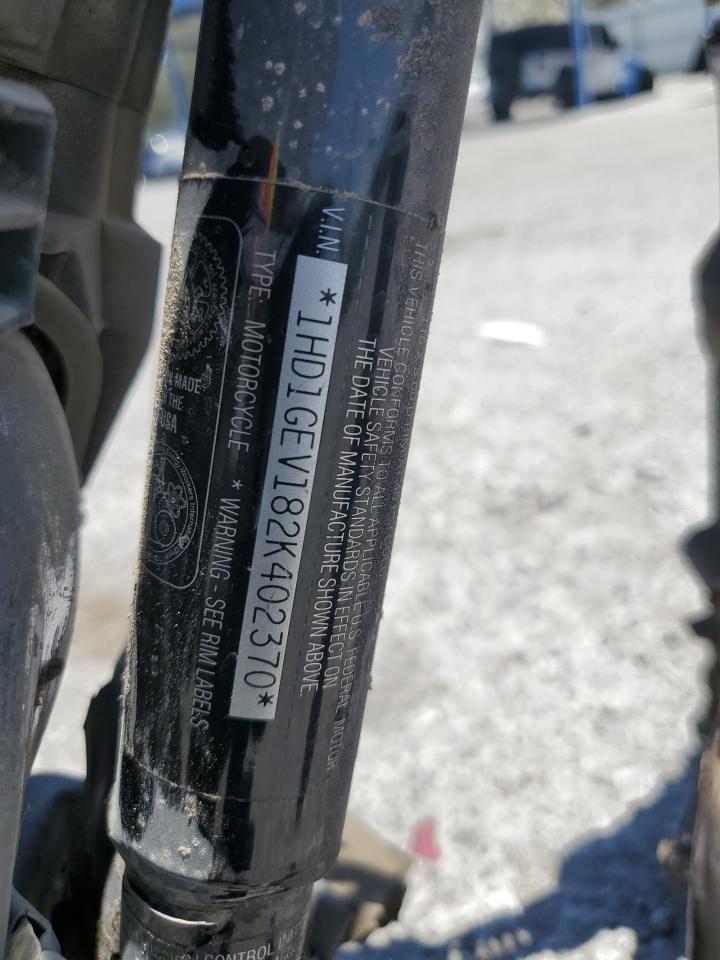 V.I.N.
*1HD1GEV182K402370*
TYPE: MOTORCYCLE * WARNING - SEE RIM LABELS
THIS VEHICLE CONFORMS TO ALL APPLICABLE U.S. FEDERAL MOTOR
VEHICLE SAFETY STANDARDS IN EFFECT ON
THE DATE OF MANUFACTURE SHOWN ABOVE
MADE
THE
USA
CONTROL